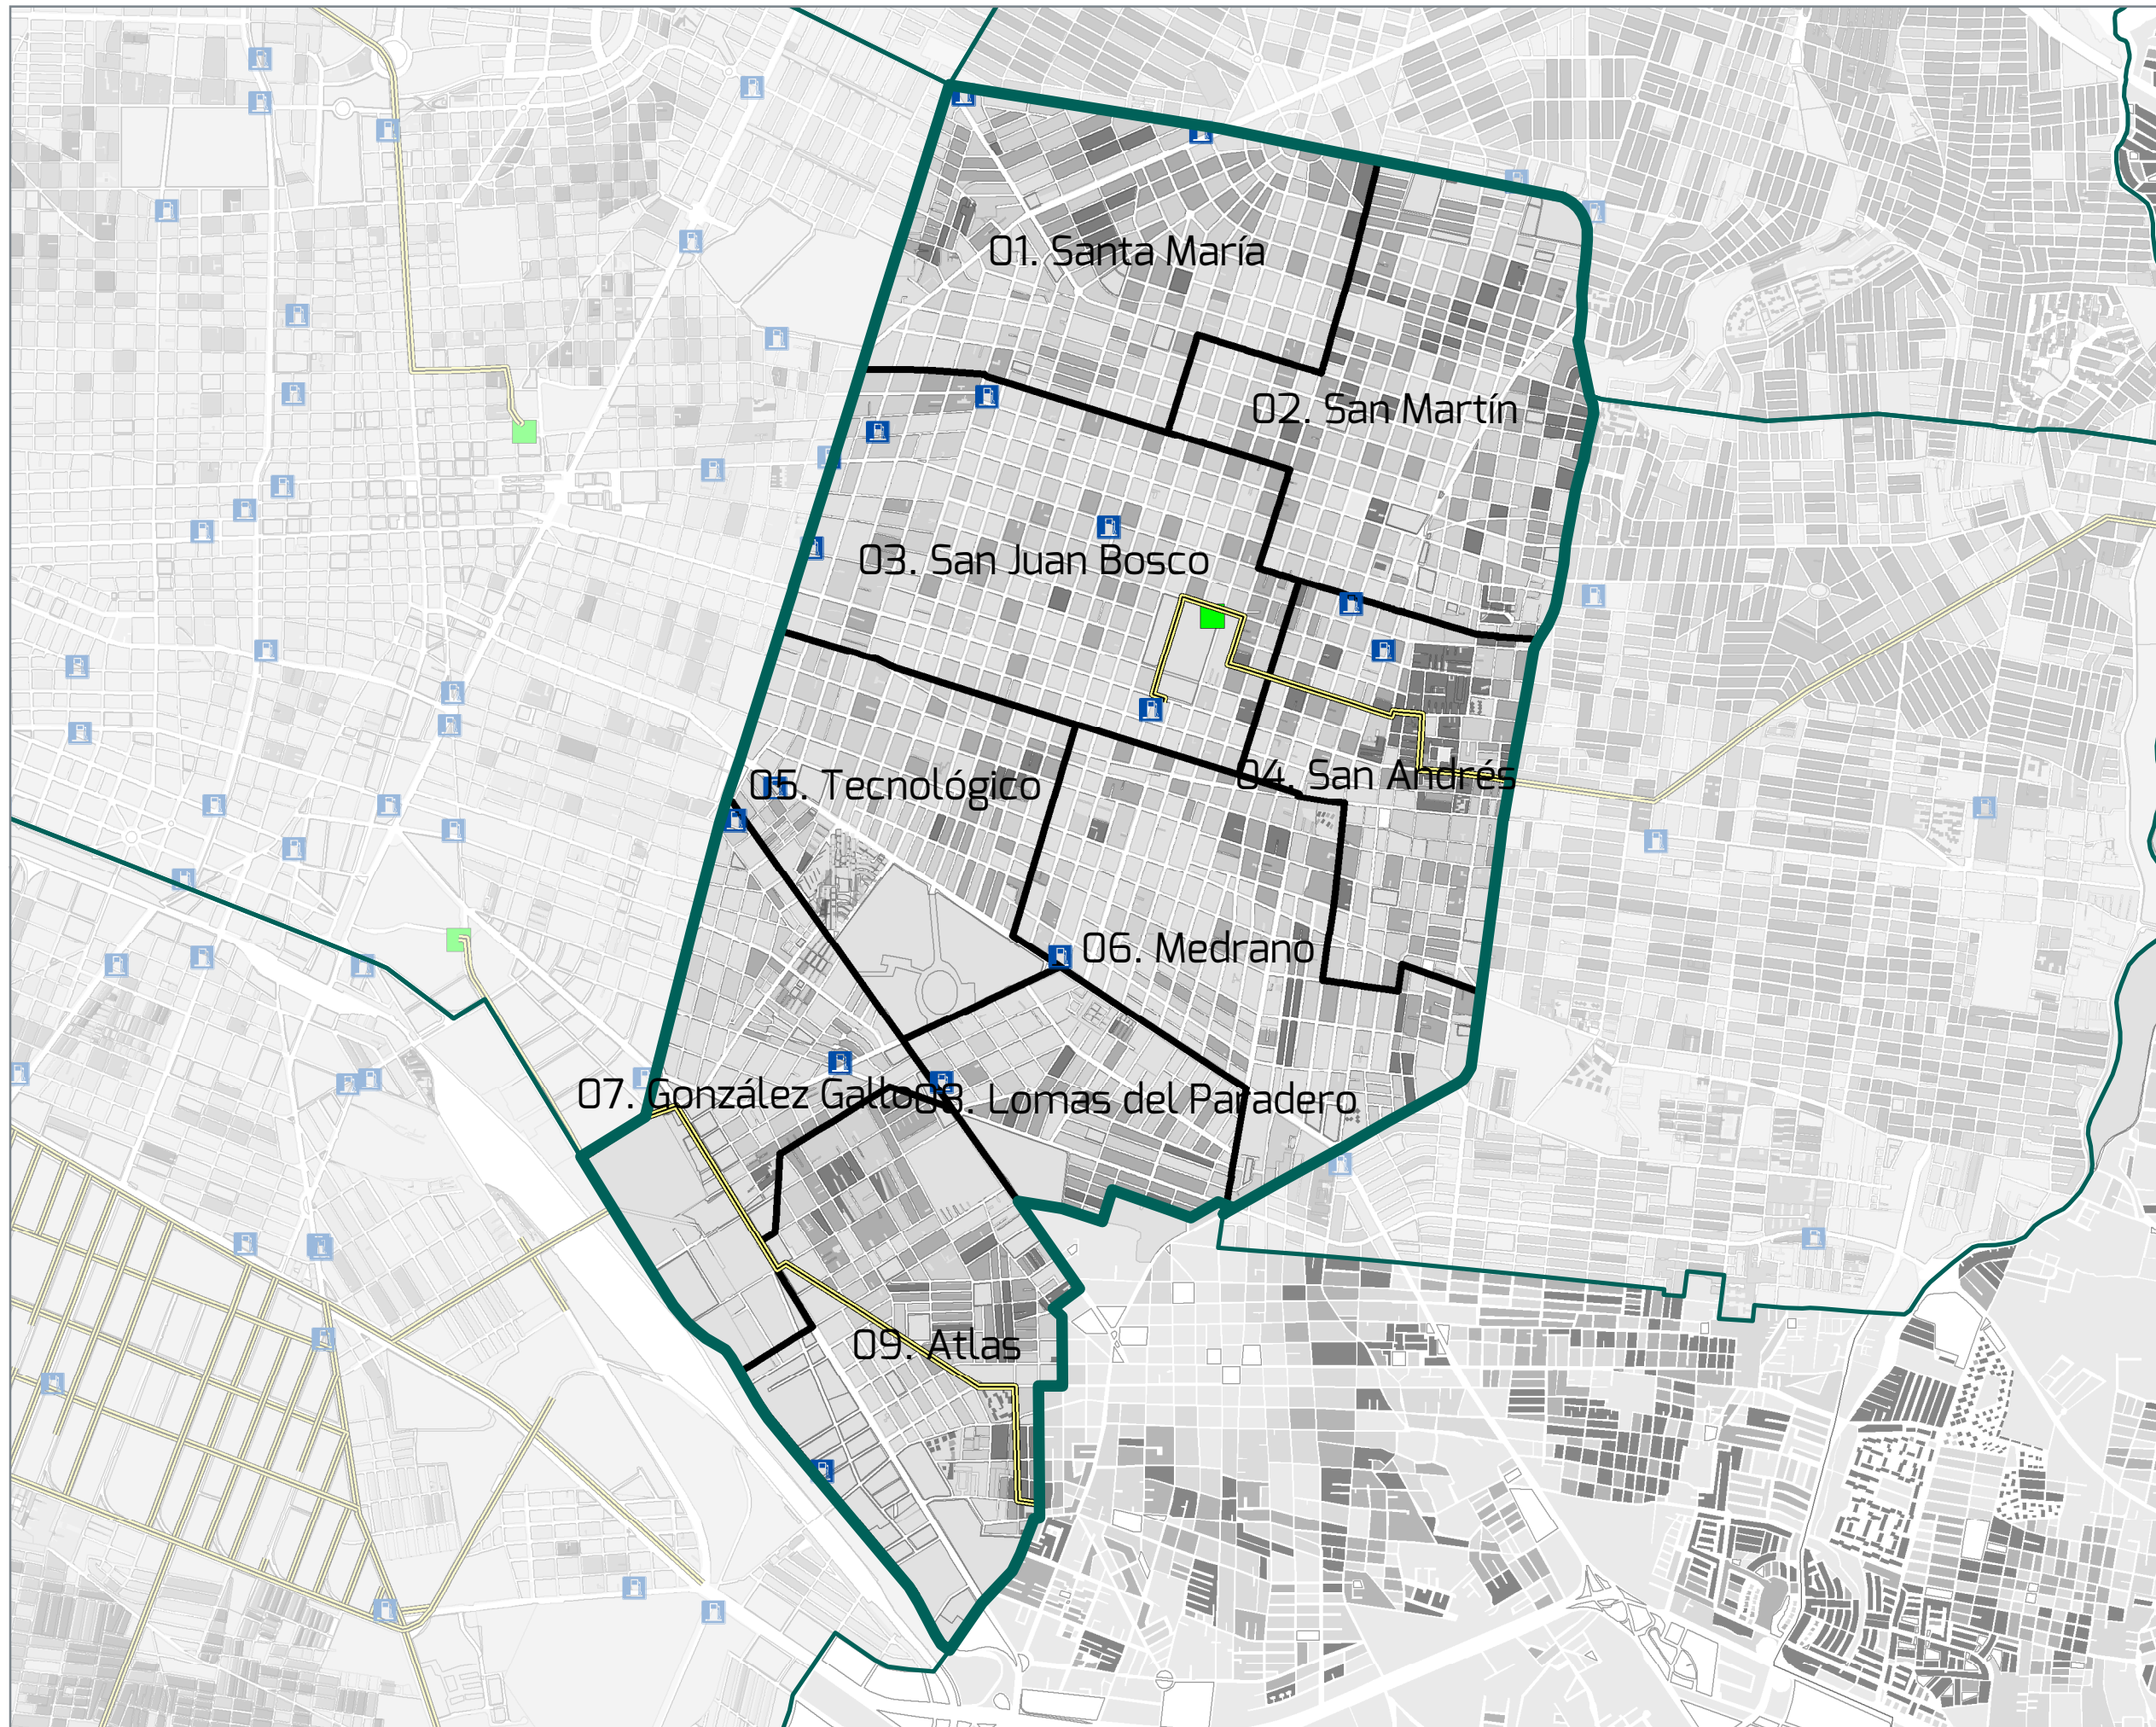 01. Santa María
02. San Martín
03. San Juan Bosco
04. San Andrés
05. Tecnológico
06. Medrano
07. González Gallo
08. Lomas del Paradero
09. Atlas